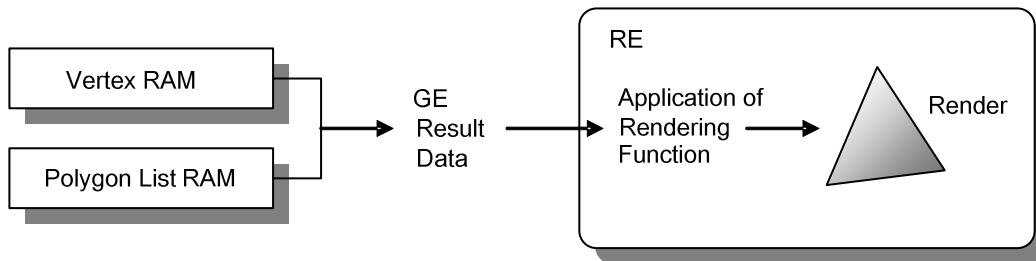 Vertex RAM
Polygon List RAM
GE
Result
Data
RE
Application of
Rendering
Function
Render